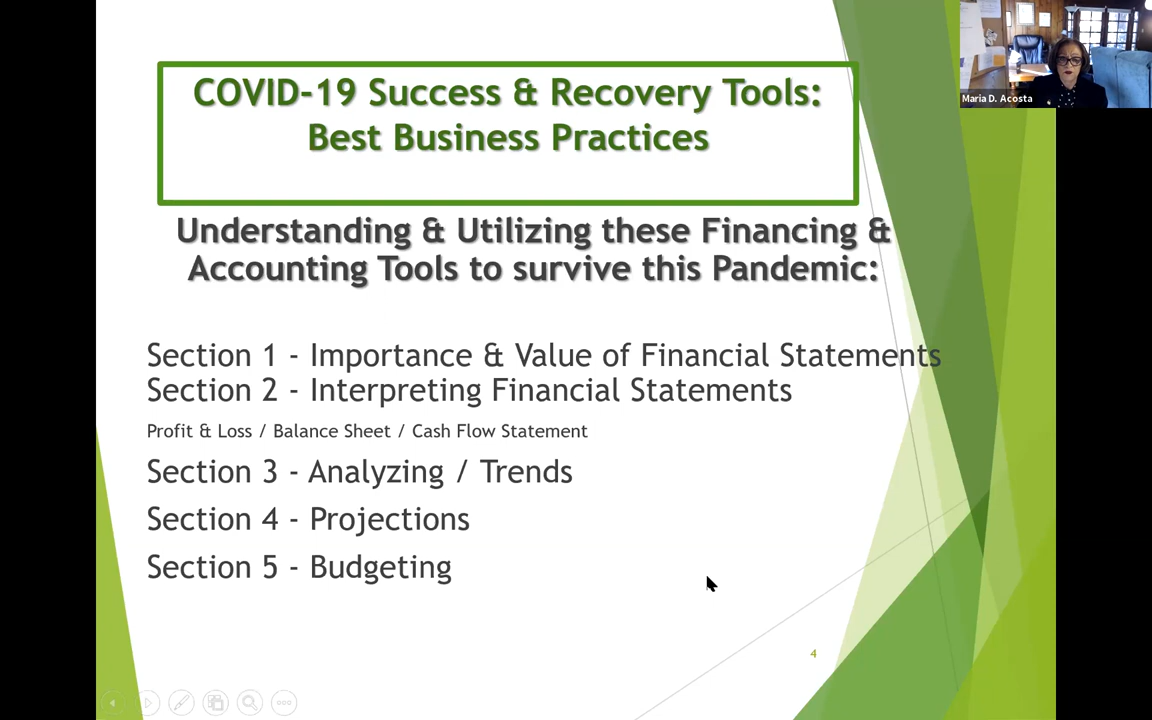 COVID-19 Success & Recovery Tools:
Best Business Practices
Maria D. Acosta
Understanding & Utilizing these Financing &
Accounting Tools to survive this Pandemic:
Section 1 - Importance & Value of Financial Statements
Section 2 - Interpreting Financial Statements
Profit & Loss / Balance Sheet / Cash Flow Statement
Section 3 - Analyzing / Trends
Section 4 - Projections
Section 5 - Budgeting
4